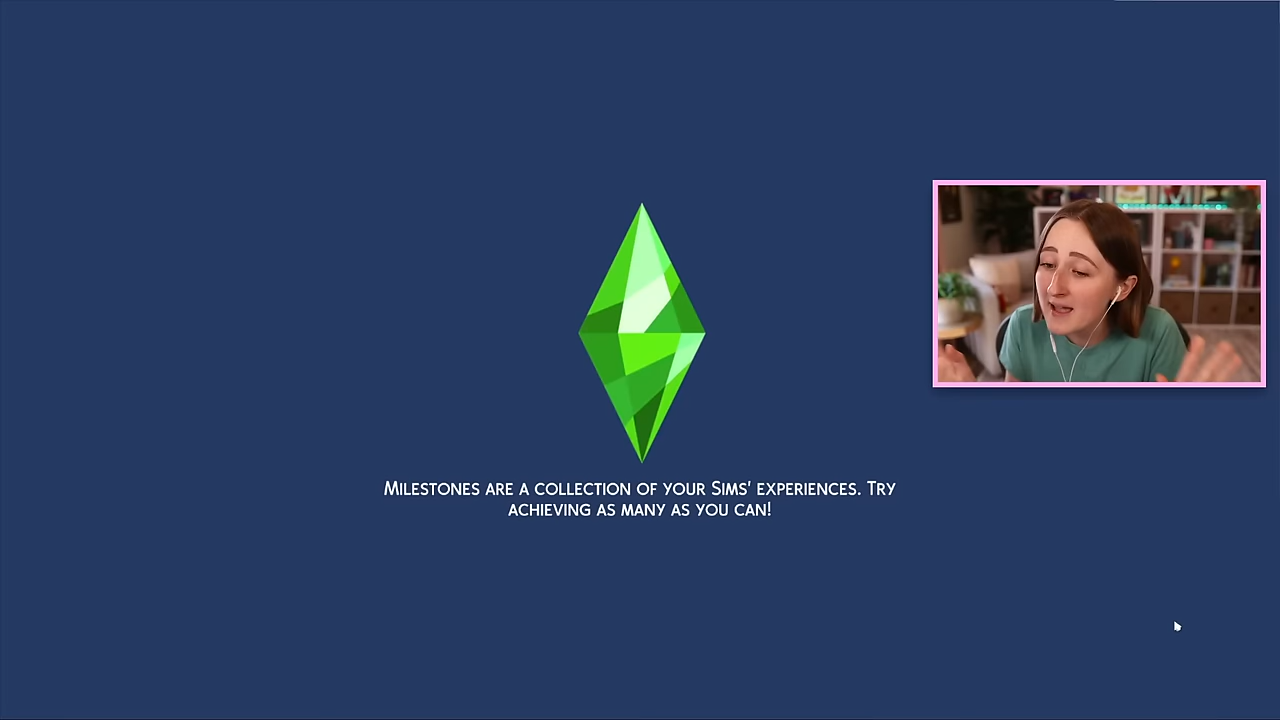 Milestones are a collection of your Sims' experiences. Try
achieving as many as you can!